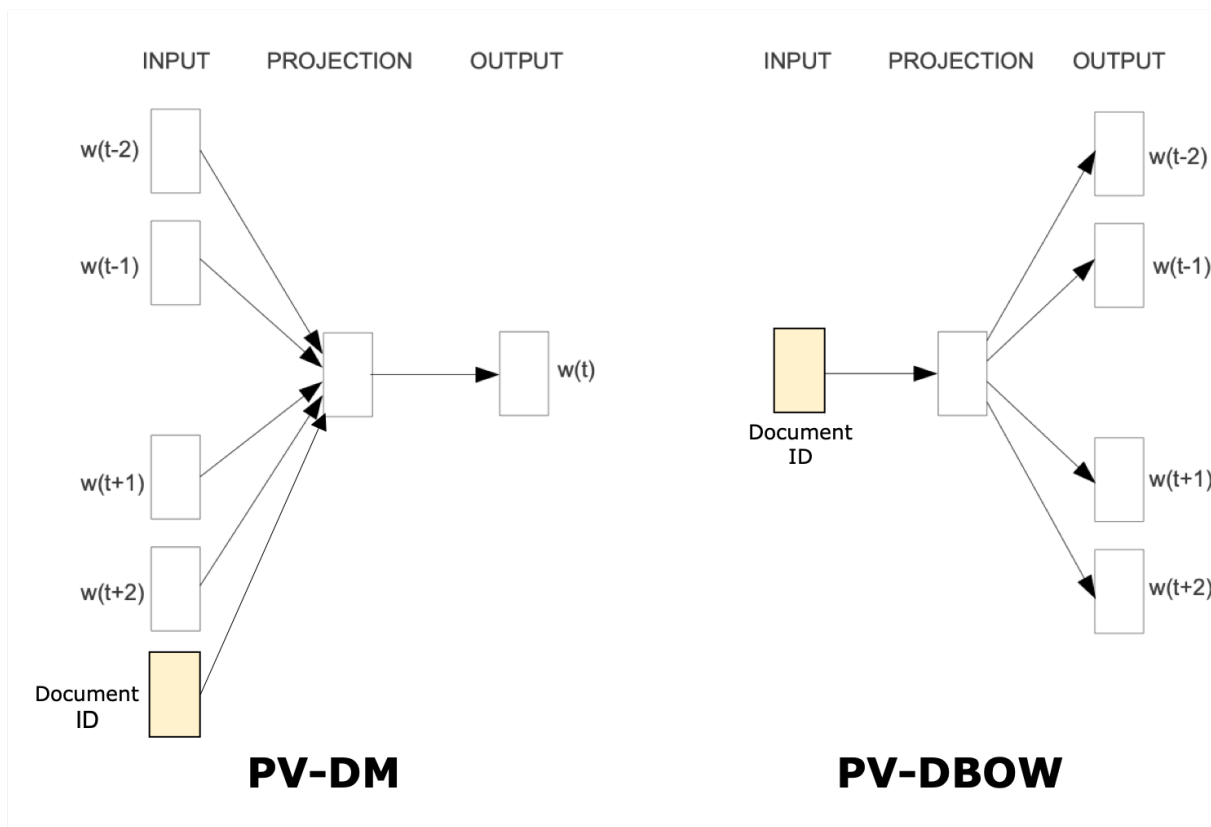 INPUT PROJECTION OUTPUT
w(t-2)
w(t-1)
w(t)
w(t+1)
w(t+2)
Document
ID
PV-DM
INPUT PROJECTION OUTPUT
w(t-2)
w(t-1)
Document
ID
w(t+1)
w(t+2)
PV-DBOW